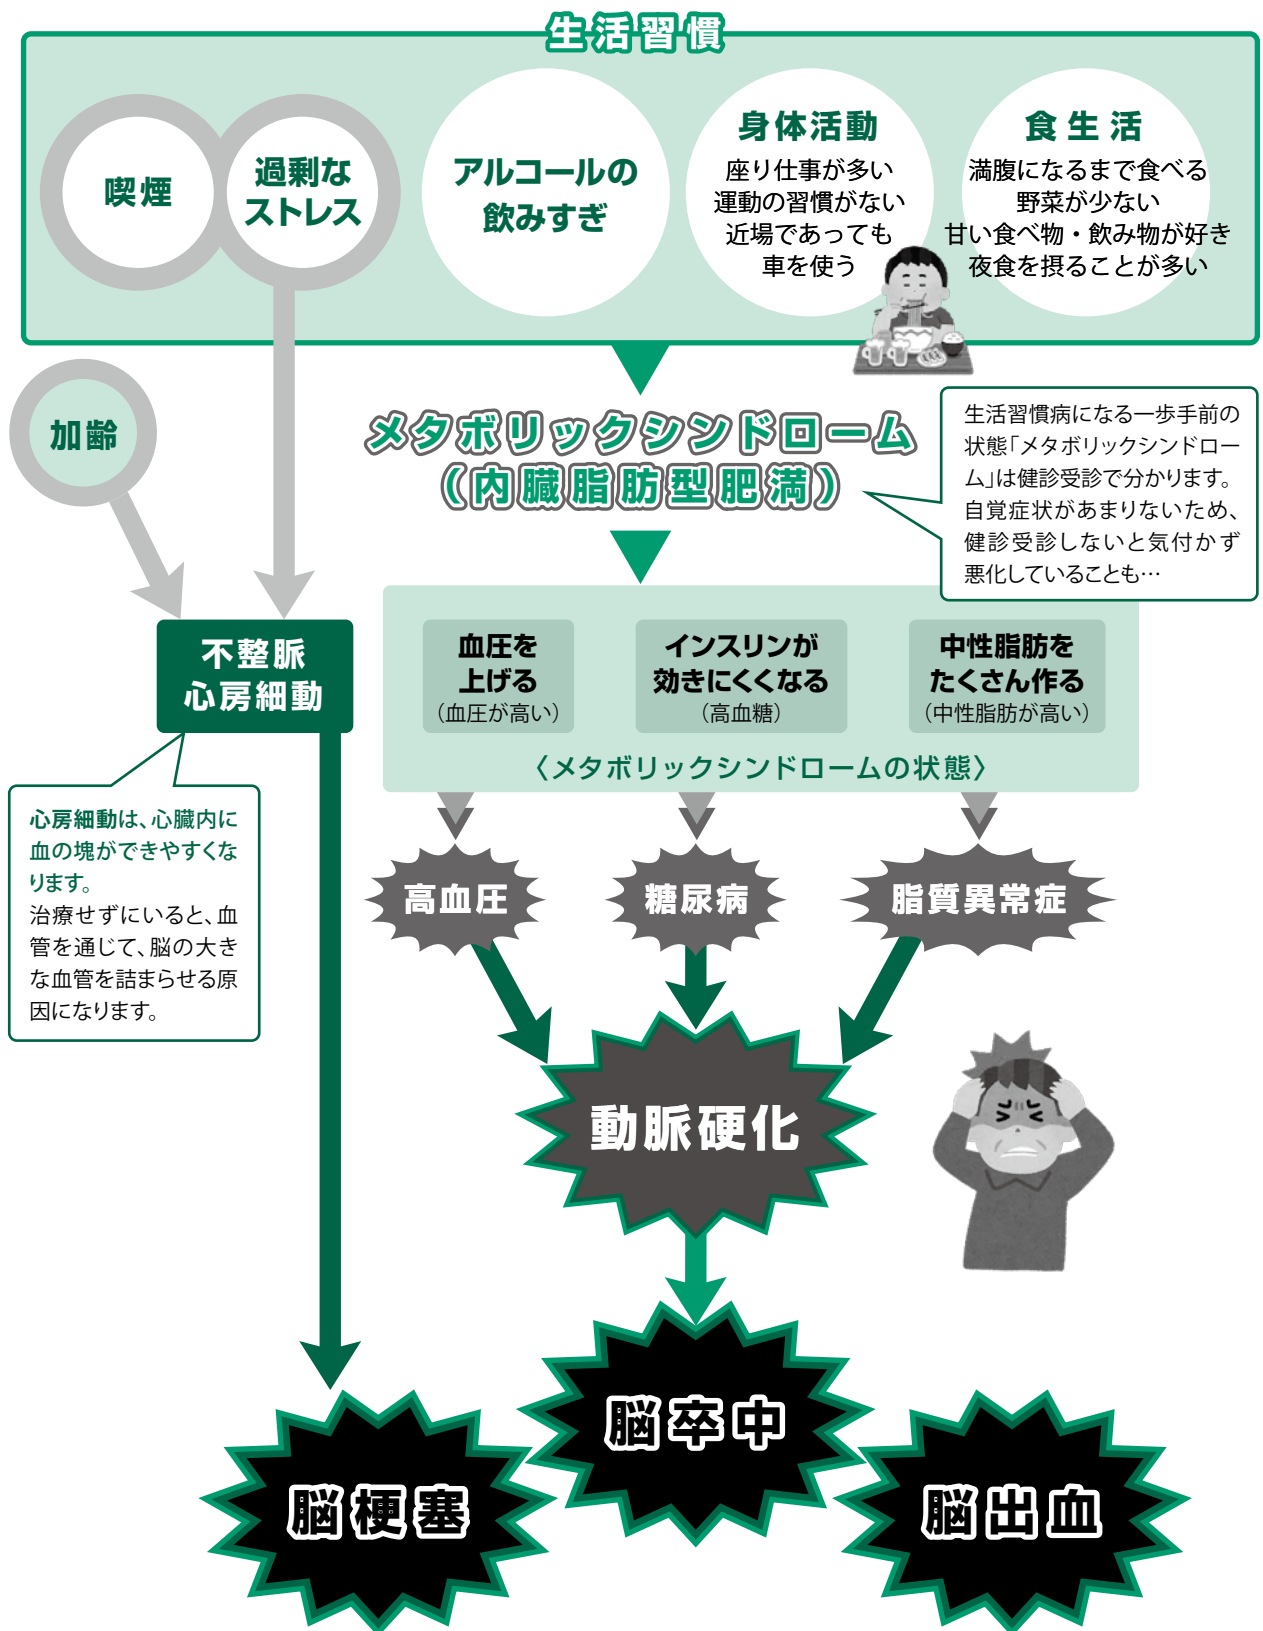 生活習慣
喫煙
過剰な
ストレス
アルコールの
飲みすぎ
身体活動
座り仕事が多い
運動の習慣がない
近場であっても
車を使う
食生活
満腹になるまで食べる
野菜が少ない
甘い食べ物・飲み物が好き
夜食を摂ることが多い
加齢
メタボリックシンドローム
（内臓脂肪型肥満）
生活習慣病になる一歩手前の
状態「メタボリックシンドロー
ム」は健診受診で分かります。
自覚症状があまりないため、
健診受診しないと気付かず
悪化していることも…
不整脈
心房細動
血圧を
上げる
（血圧が高い）
インスリンが
効きにくくなる
（高血糖）
中性脂肪を
たくさん作る
（中性脂肪が高い）
〈メタボリックシンドロームの状態〉
心房細動は、心臓内に
血の塊ができやすくな
ります。
治療せずにいると、血
管を通じて、脳の大き
な血管を詰まらせる原
因になります。
高血圧
糖尿病
脂質異常症
動脈硬化
脳卒中
脳梗塞
脳出血